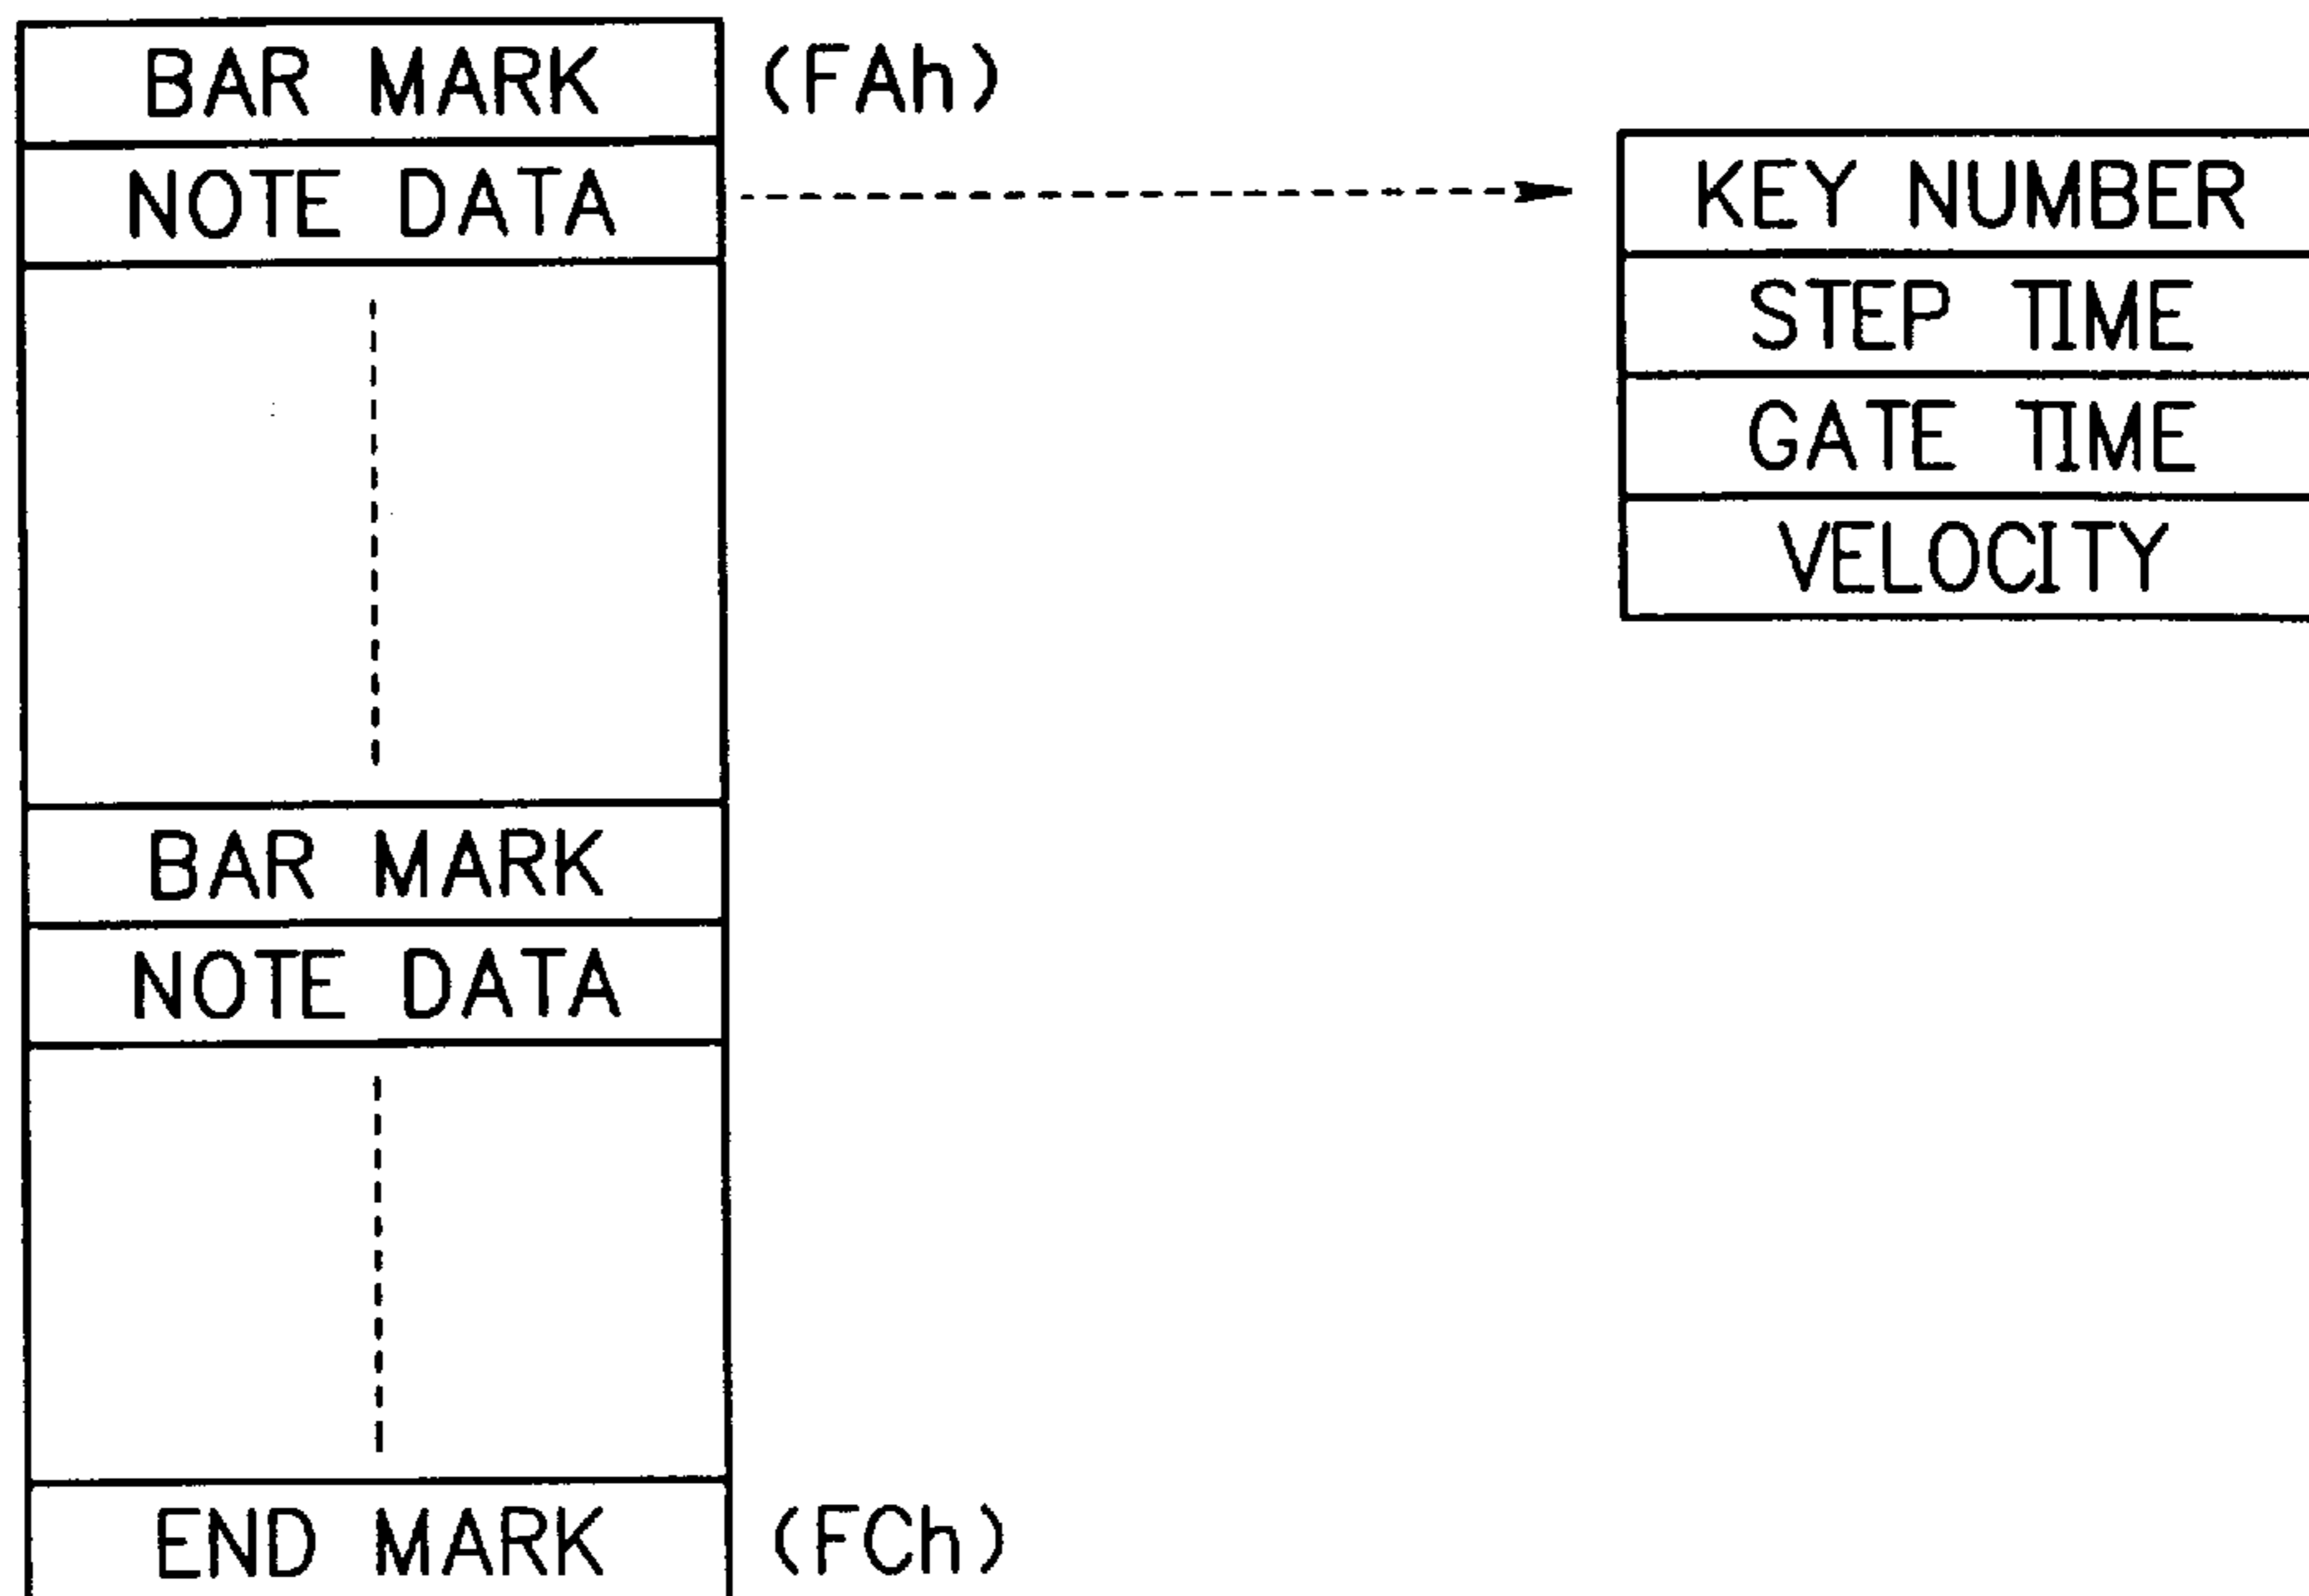 BAR MARK (FAh)
NOTE DATA
BAR MARK
NOTE DATA
END MARK (FCh)
KEY NUMBER
STEP TIME
GATE TIME
VELOCITY